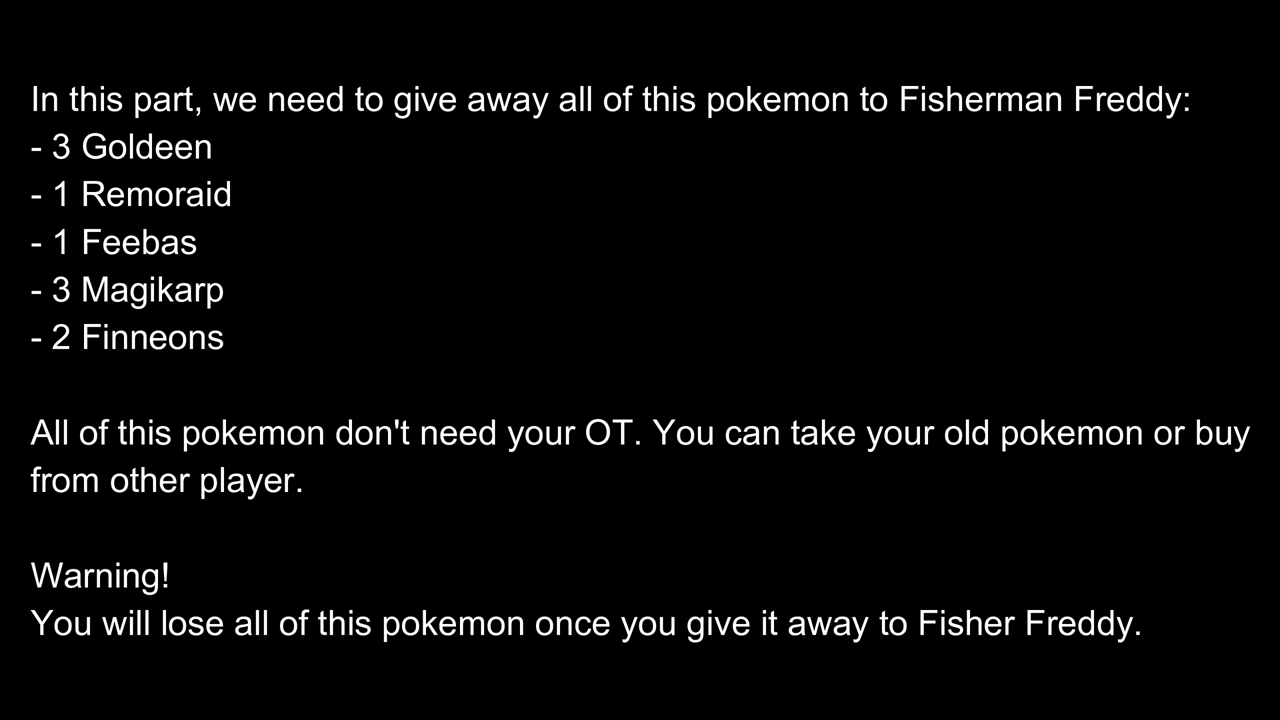 In this part, we need to give away all of this pokemon to Fisherman Freddy:
- 3 Goldeen
- 1 Remoraid
- 1 Feebas
- 3 Magikarp
- 2 Finneons
All of this pokemon don't need your OT. You can take your old pokemon or buy
from other player.
Warning!
You will lose all of this pokemon once you give it away to Fisher Freddy.